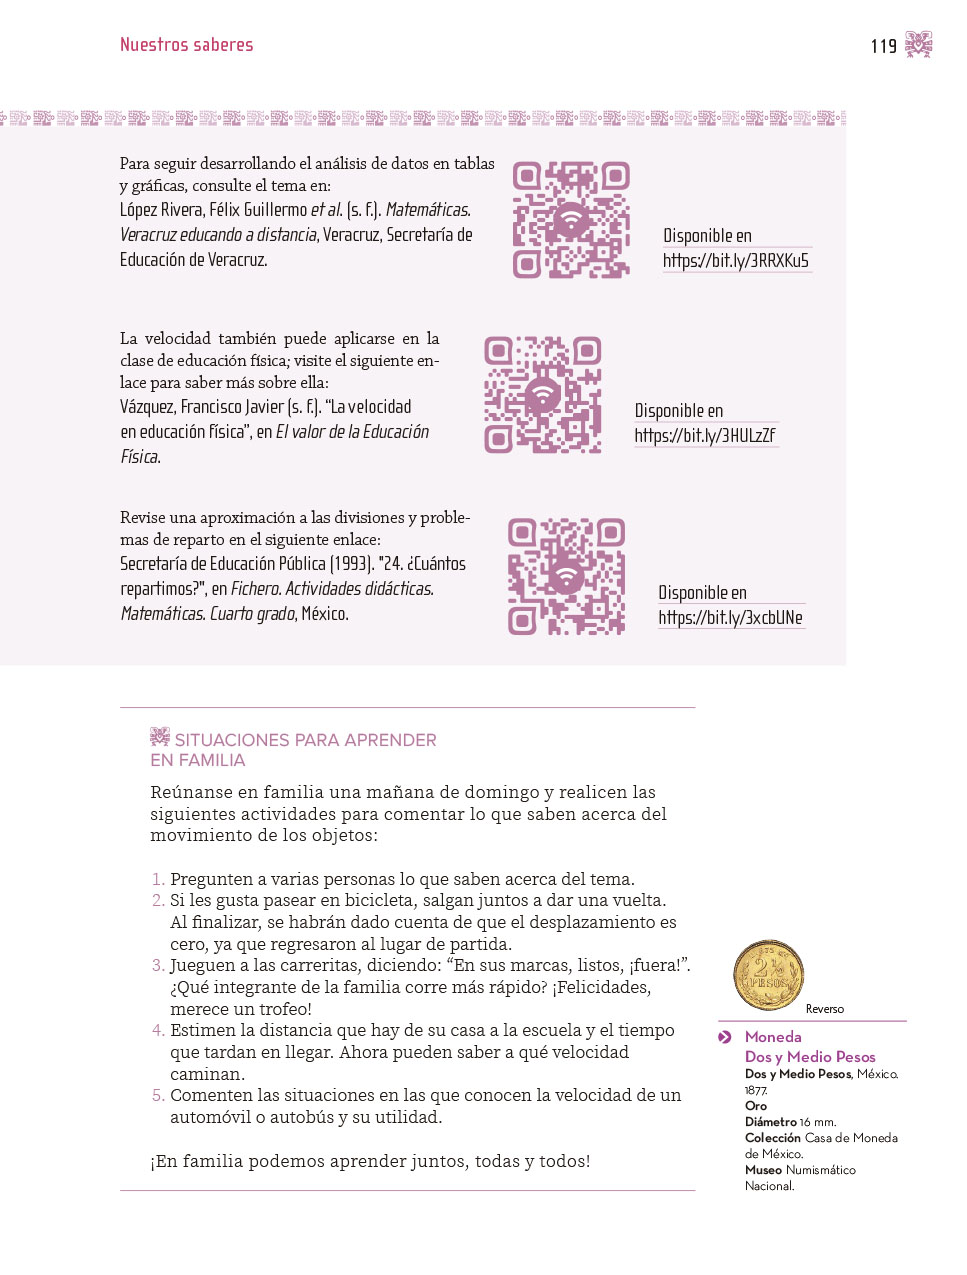 Nuestros saberes
119
Para seguir desarrollando el análisis de datos en tablas
y gráficas, consulte el tema en:
López Rivera, Félix Guillermo et al. (s. f.). Matemáticas.
Veracruz educando a distancia, Veracruz, Secretaría de
Educación de Veracruz.
Disponible en
https://bit.ly/3RRXKu5
La velocidad también puede aplicarse en la
clase de educación física; visite el siguiente en-
lace para saber más sobre ella:
Vázquez, Francisco Javier (s. f.). “La velocidad
en educación física”, en El valor de la Educación
Física.
Disponible en
https://bit.ly/3HULzZf
Revise una aproximación a las divisiones y proble-
mas de reparto en el siguiente enlace:
Secretaría de Educación Pública (1993). "24. ¿Cuántos
repartimos?", en Fichero. Actividades didácticas.
Matemáticas. Cuarto grado, México.
Disponible en
https://bit.ly/3xcbUNe
SITUACIONES PARA APRENDER
EN FAMILIA
Reúnanse en familia una mañana de domingo y realicen las
siguientes actividades para comentar lo que saben acerca del
movimiento de los objetos:
1. Pregunten a varias personas lo que saben acerca del tema.
2. Si les gusta pasear en bicicleta, salgan juntos a dar una vuelta.
Al finalizar, se habrán dado cuenta de que el desplazamiento es
cero, ya que regresaron al lugar de partida.
3. Jueguen a las carreritas, diciendo: “En sus marcas, listos, ¡fuera!”.
¿Qué integrante de la familia corre más rápido? ¡Felicidades,
merece un trofeo!
4. Estimen la distancia que hay de su casa a la escuela y el tiempo
que tardan en llegar. Ahora pueden saber a qué velocidad
caminan.
5. Comenten las situaciones en las que conocen la velocidad de un
automóvil o autobús y su utilidad.
¡En familia podemos aprender juntos, todas y todos!
2½
PESOS
Reverso
Moneda
Dos y Medio Pesos
Dos y Medio Pesos, México.
1877.
Oro
Diámetro 16 mm.
Colección Casa de Moneda
de México.
Museo Numismático
Nacional.